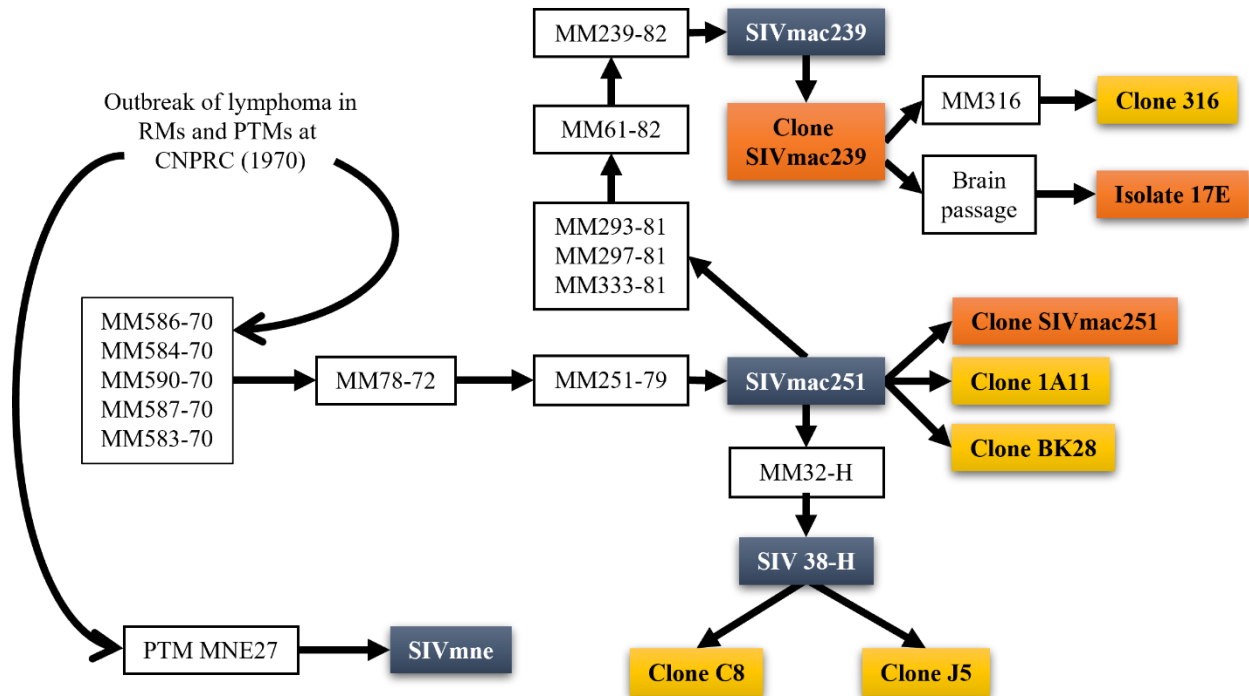 MM239-82
SIVmac239
Outbreak of lymphoma in
RMs and PTMs at
CNPRC (1970)
MM61-82
Clone
SIVmac239
MM316
Clone 316
Brain
passage
Isolate 17E
MM293-81
MM297-81
MM333-81
MM586-70
MM584-70
MM590-70
MM587-70
MM583-70
MM78-72
MM251-79
SIVmac251
Clone SIVmac251
Clone 1A11
Clone BK28
MM32-H
SIV 38-H
PTM MNE27
SIVmne
Clone C8
Clone J5